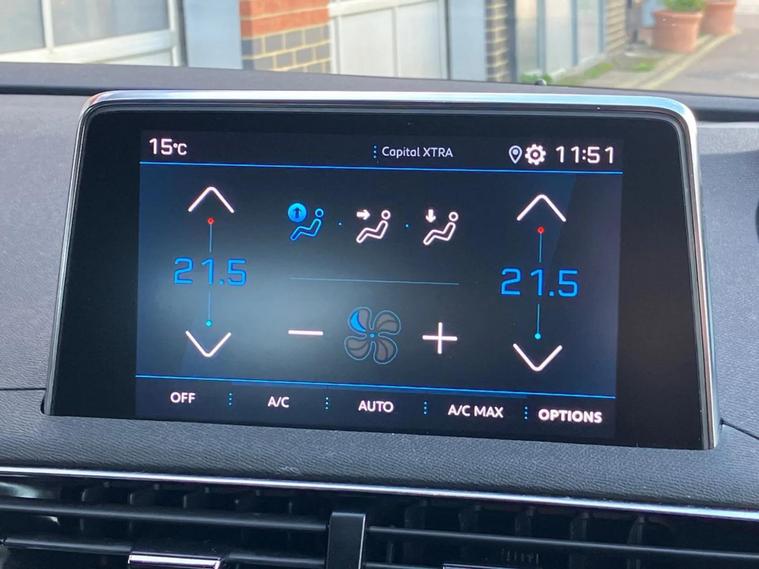 15°C Capital XTRA 11:51
21.5 21.5
OFF A/C AUTO A/C MAX OPTIONS